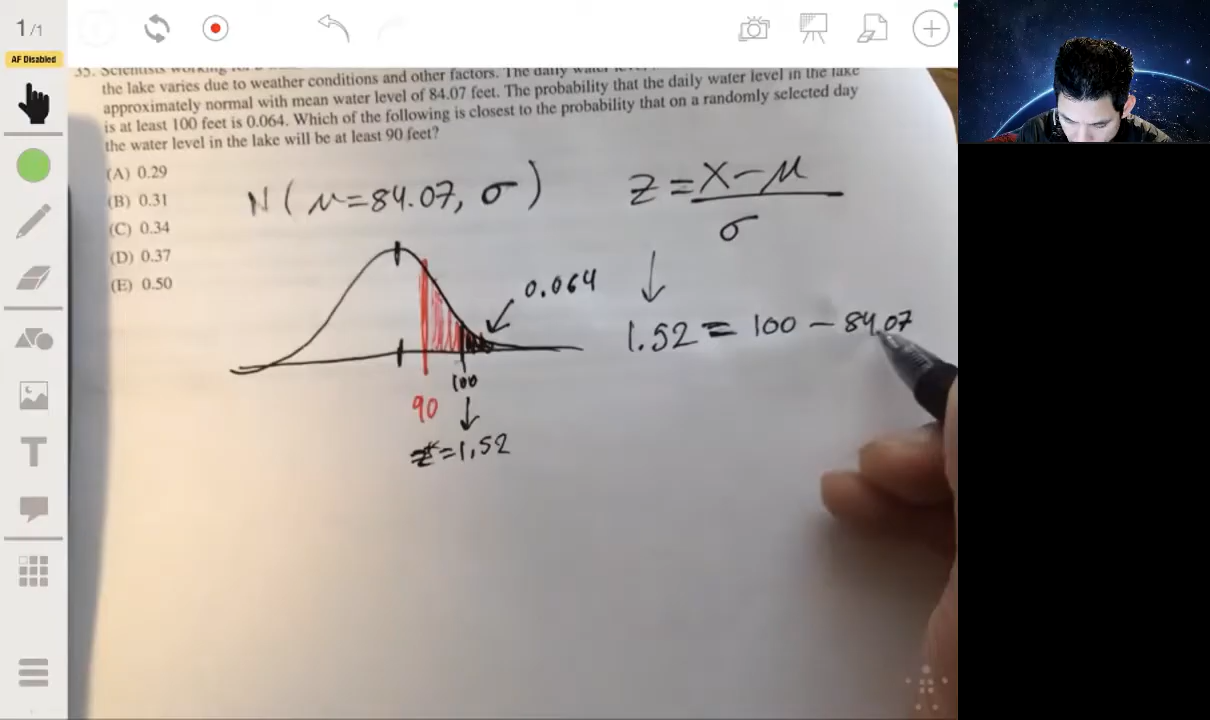 1/1
AF Disabled
35. Scientists working for a
the lake varies due to weather conditions and other factors. The daily water
approximately normal with mean water level of 84.07 feet. The probability that the daily water level in the lake
is at least 100 feet is 0.064. Which of the following is closest to the probability that on a randomly selected day
the water level in the lake will be at least 90 feet?
(A) 0.29
(B) 0.31
(C) 0.34
(D) 0.37
(E) 0.50
N ( μ=84.07, σ )
z = x-μ
σ
0.064
1.52 = 100 - 84.07
100
90
z*=1.52
T